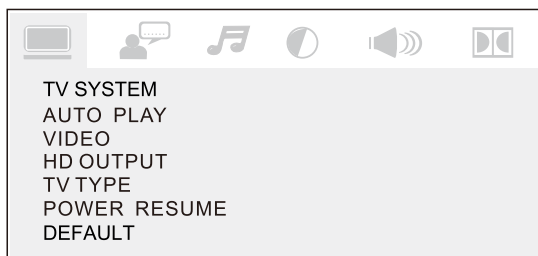 TV SYSTEM
AUTO PLAY
VIDEO
HD OUTPUT
TV TYPE
POWER RESUME
DEFAULT